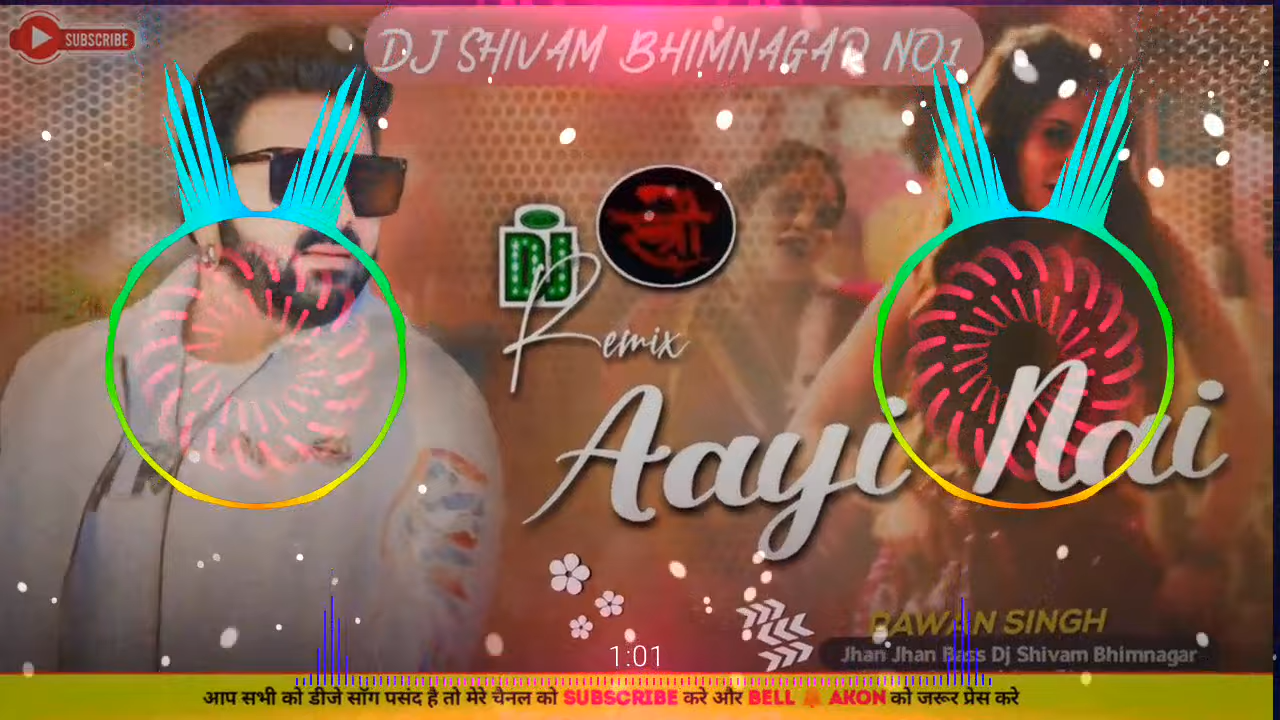 SUBSCRIBE
DJ SHIVAM BHIMNAGAR NO1
DJ
स्त्री
Remix
Aayi Nai
PAWAN SINGH
Jhan Jhan Bass Dj Shivam Bhimnagar
1:01
आप सभी को डीजे सॉग पसंद है तो मेरे चैनल को SUBSCRIBE करे और BELL AKON को जरूर प्रेस करे